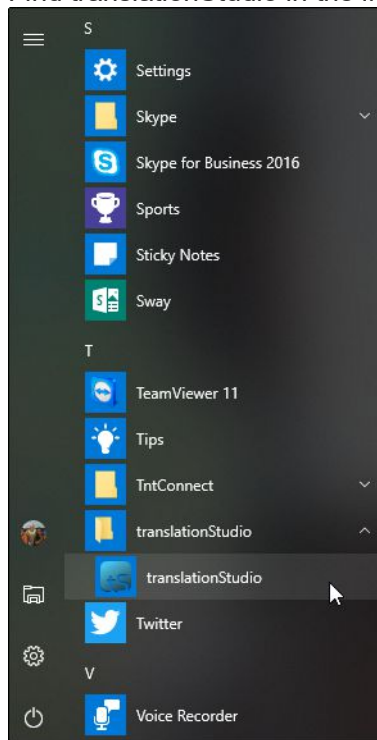 S
Settings
Skype
Skype for Business 2016
Sports
Sticky Notes
Sway
T
TeamViewer 11
Tips
TntConnect
translationStudio
translationStudio
Twitter
V
Voice Recorder